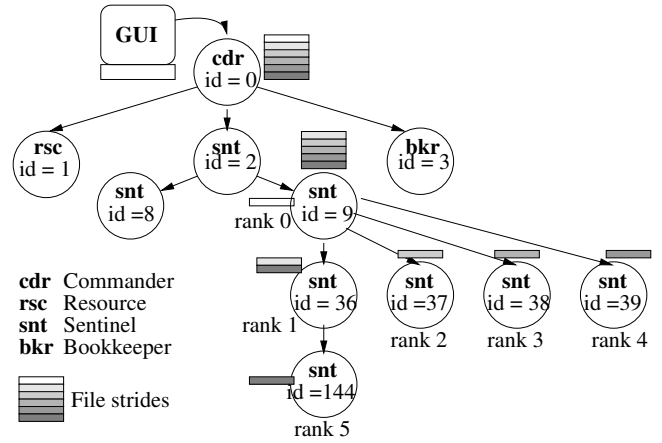 GUI
cdr
id = 0
rsc
id = 1
snt
id = 2
bkr
id = 3
snt
id =8
snt
id = 9
rank 0
snt
id = 36
rank 1
snt
id =37
rank 2
snt
id = 38
rank 3
snt
id =39
rank 4
snt
id =144
rank 5
cdr Commander
rsc Resource
snt Sentinel
bkr Bookkeeper
File strides